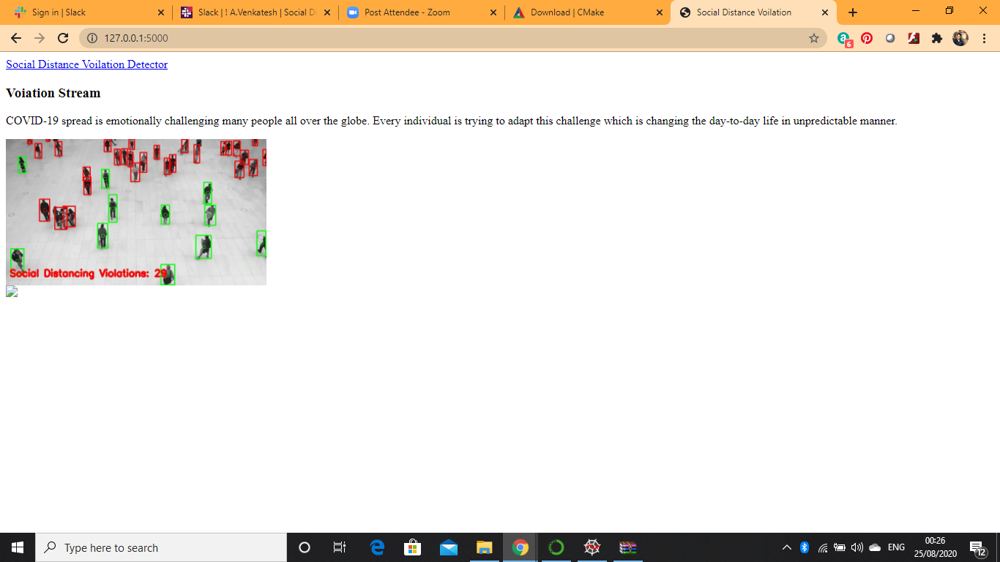 Sign in | Slack
Slack | ! A.Venkatesh | Social D
Post Attendee - Zoom
Download | CMake
Social Distance Voilation
127.0.0.1:5000
6
Social Distance Voilation Detector
Voiation Stream
COVID-19 spread is emotionally challenging many people all over the globe. Every individual is trying to adapt this challenge which is changing the day-to-day life in unpredictable manner.
Social Distancing Violations: 29
Type here to search
ENG
00:26
25/08/2020
12